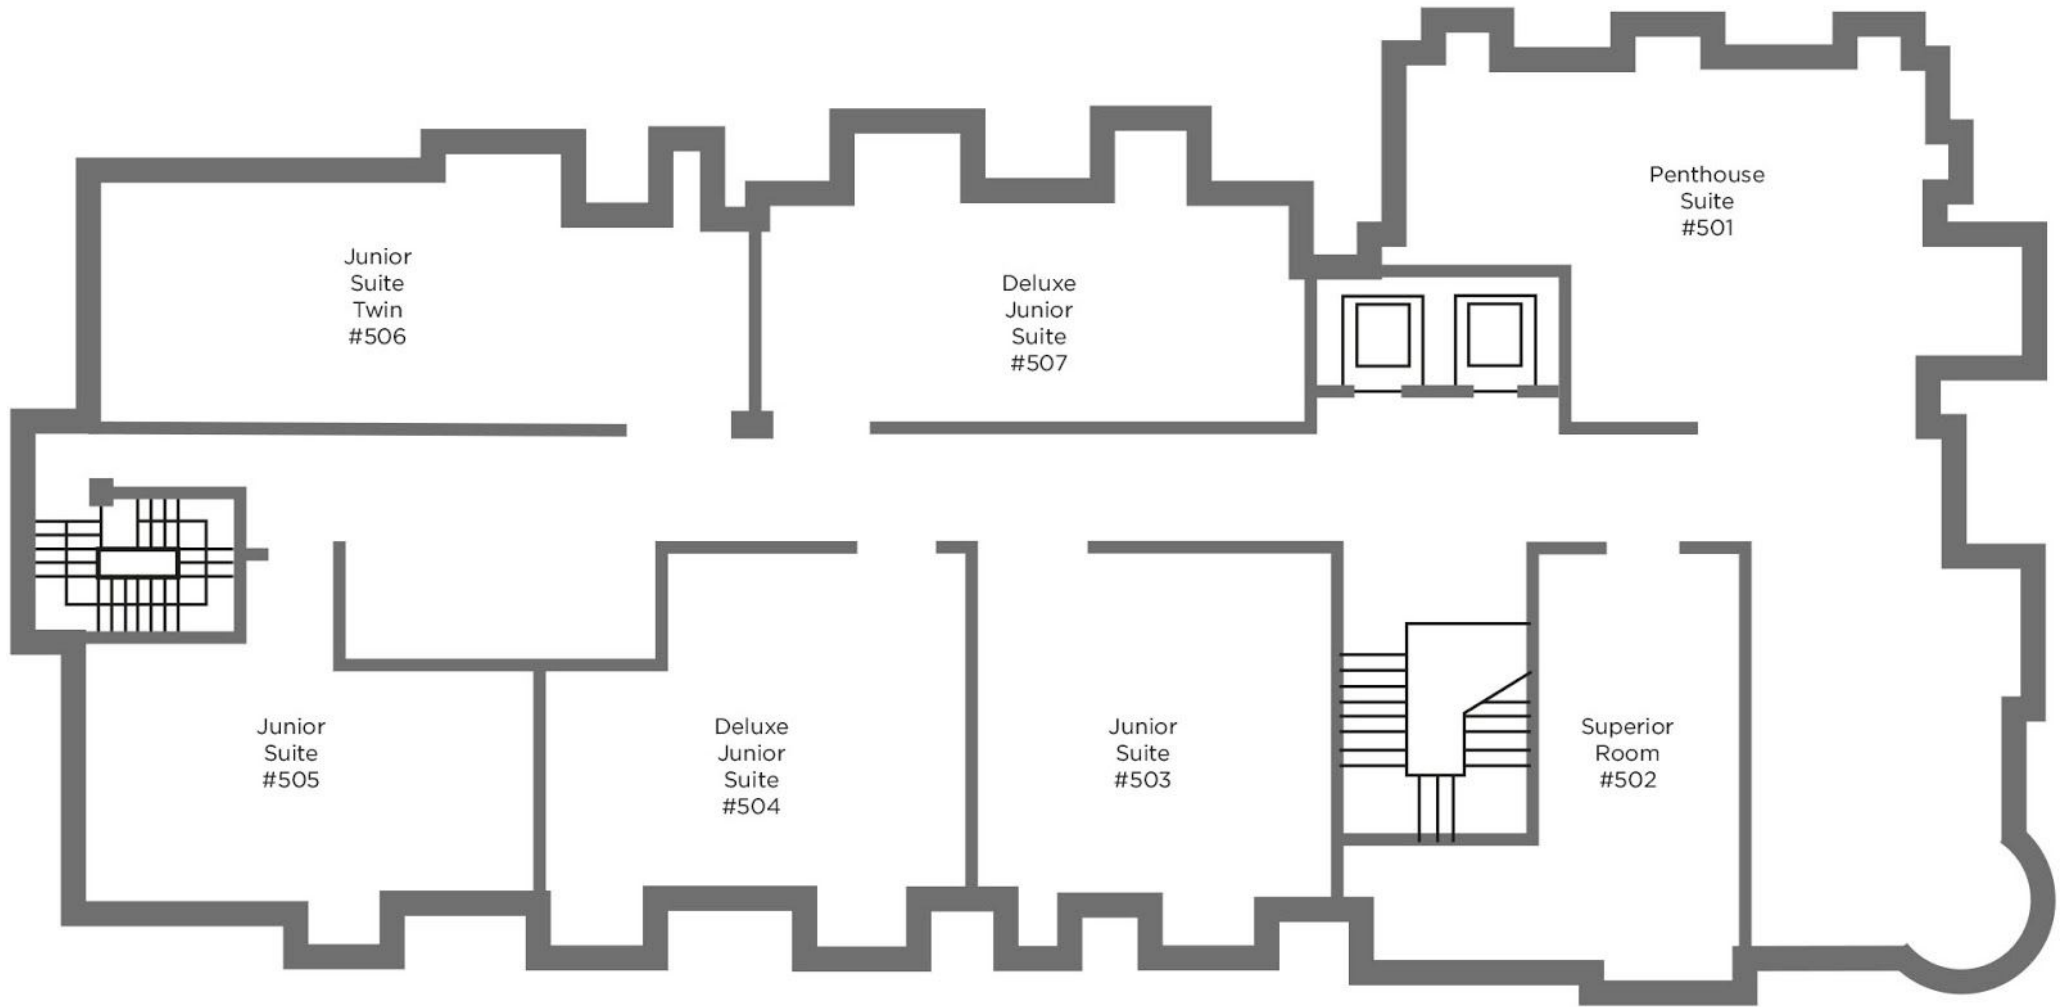 Penthouse
Suite
#501
Junior
Suite
Twin
#506
Deluxe
Junior
Suite
#507
Junior
Suite
#505
Deluxe
Junior
Suite
#504
Junior
Suite
#503
Superior
Room
#502